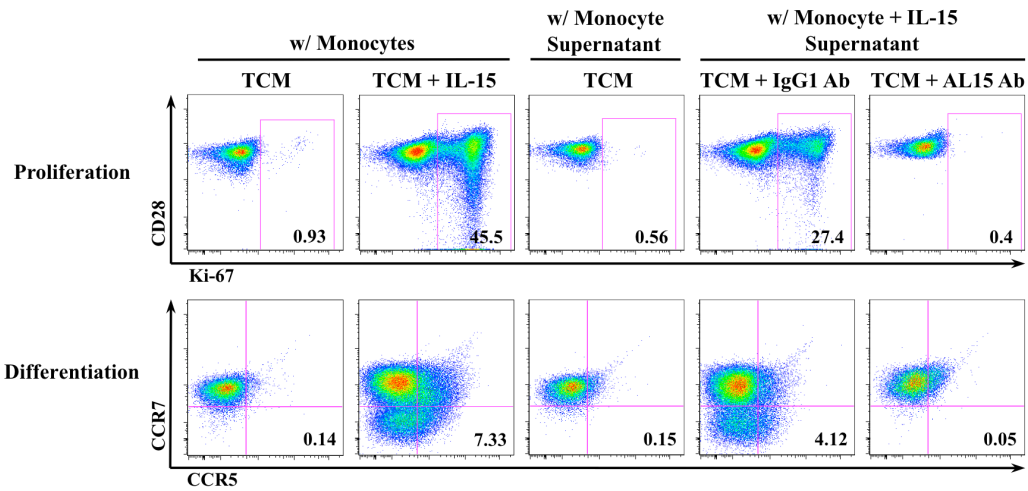 w/ Monocytes
w/ Monocyte
Supernatant
w/ Monocyte + IL-15
Supernatant
TCM
TCM + IL-15
TCM
TCM + IgG1 Ab
TCM + AL15 Ab
Proliferation
CD28
0.93
45.5
0.56
27.4
0.4
Ki-67
Differentiation
CCR7
0.14
7.33
0.15
4.12
0.05
CCR5